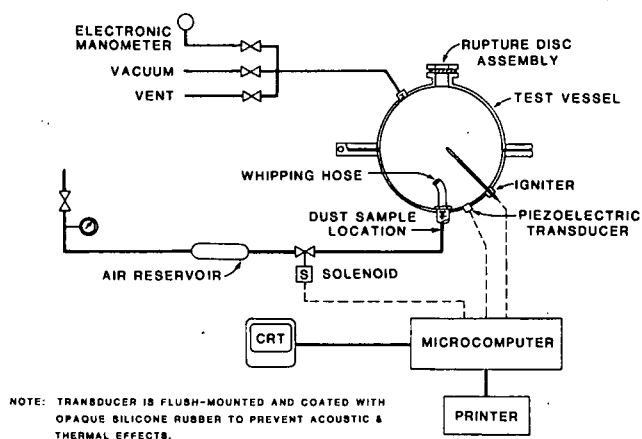 ELECTRONIC
MANOMETER
VACUUM
VENT
RUPTURE DISC
ASSEMBLY
TEST VESSEL
WHIPPING HOSE
IGNITER
DUST SAMPLE
LOCATION
PIEZOELECTRIC
TRANSDUCER
AIR RESERVOIR
S
SOLENOID
CRT
MICROCOMPUTER
PRINTER
NOTE: TRANSDUCER IS FLUSH-MOUNTED AND COATED WITH
OPAQUE SILICONE RUBBER TO PREVENT ACOUSTIC &
THERMAL EFFECTS.